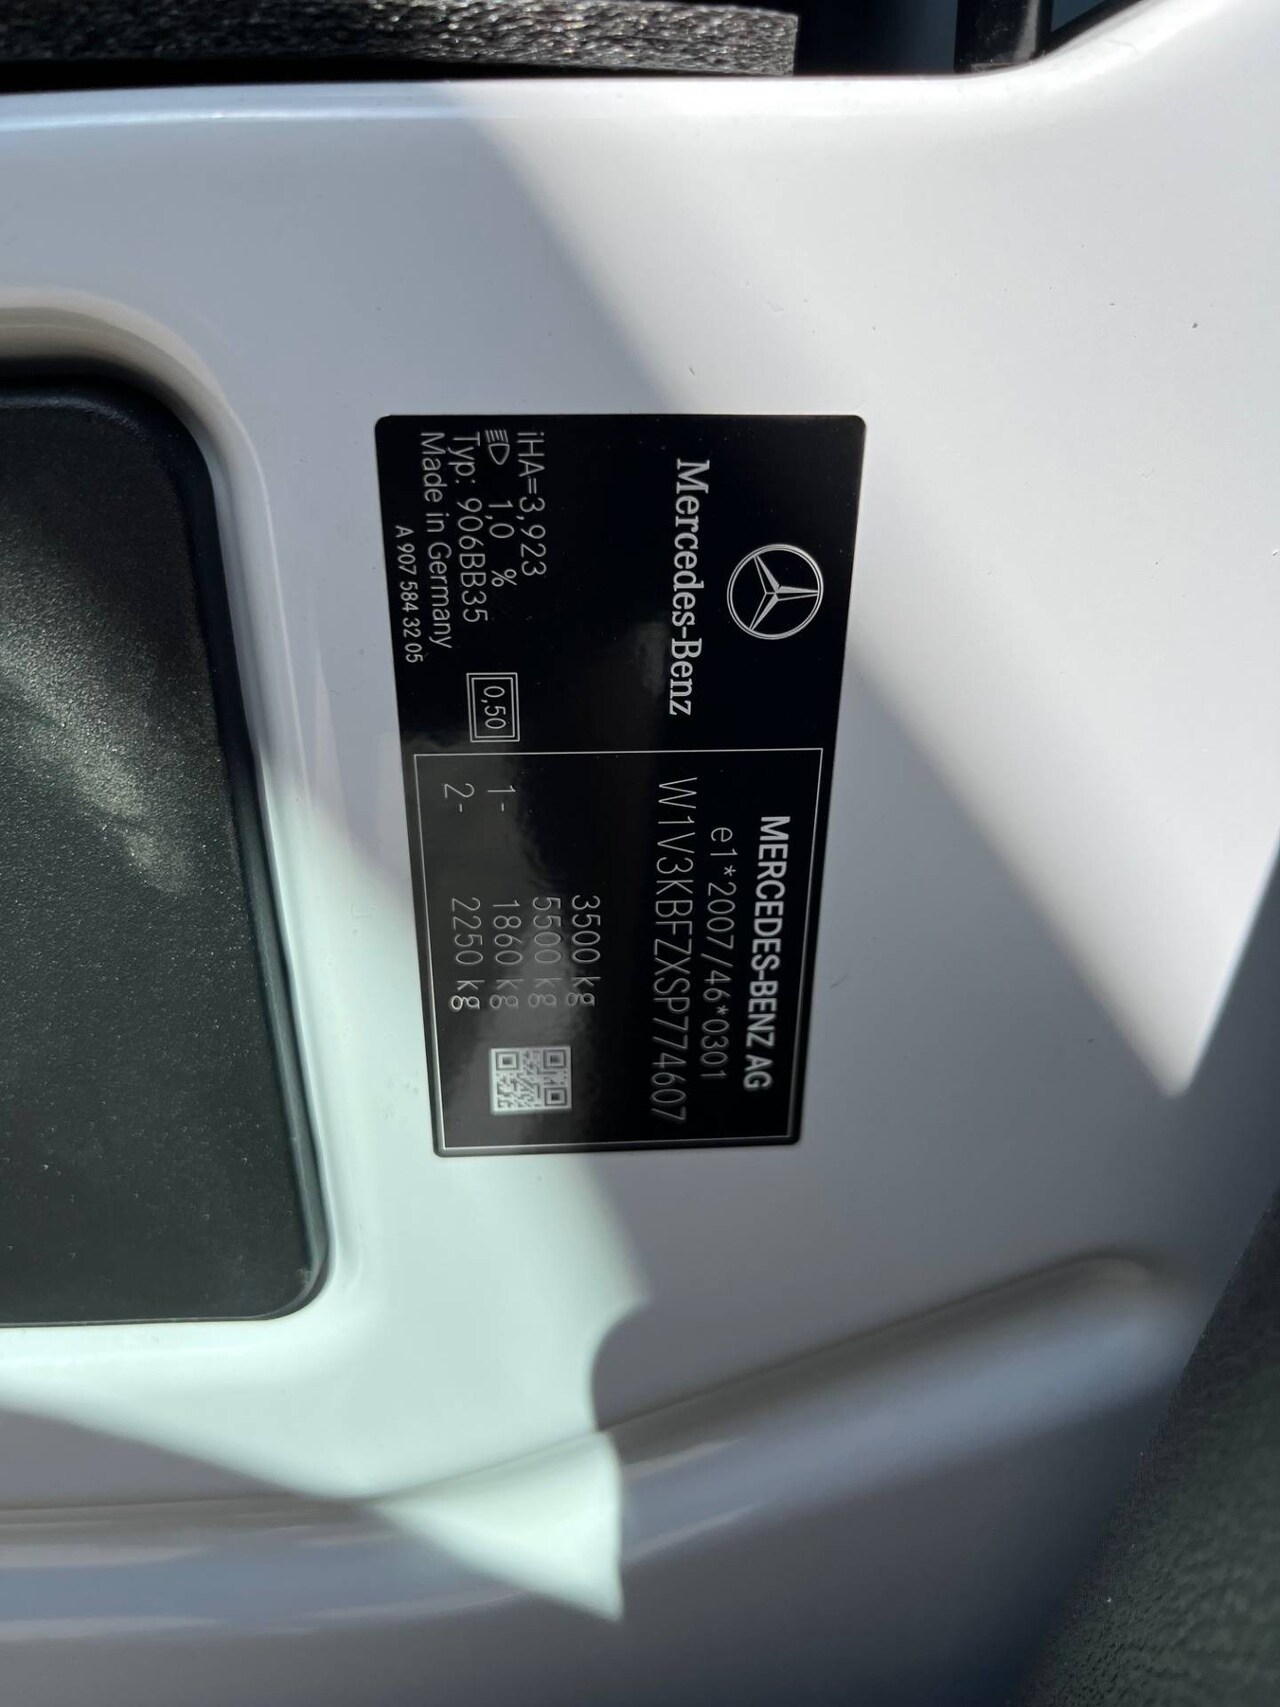 Mercedes-Benz
iHA=3,923
1,0 %
Typ: 906BB35
Made in Germany
A 907 584 32 05
0,50
MERCEDES-BENZ AG
e1*2007/46*0301
W1V3KBFZXSP774607
3500 kg
5500 kg
1- 1860 kg
2- 2250 kg